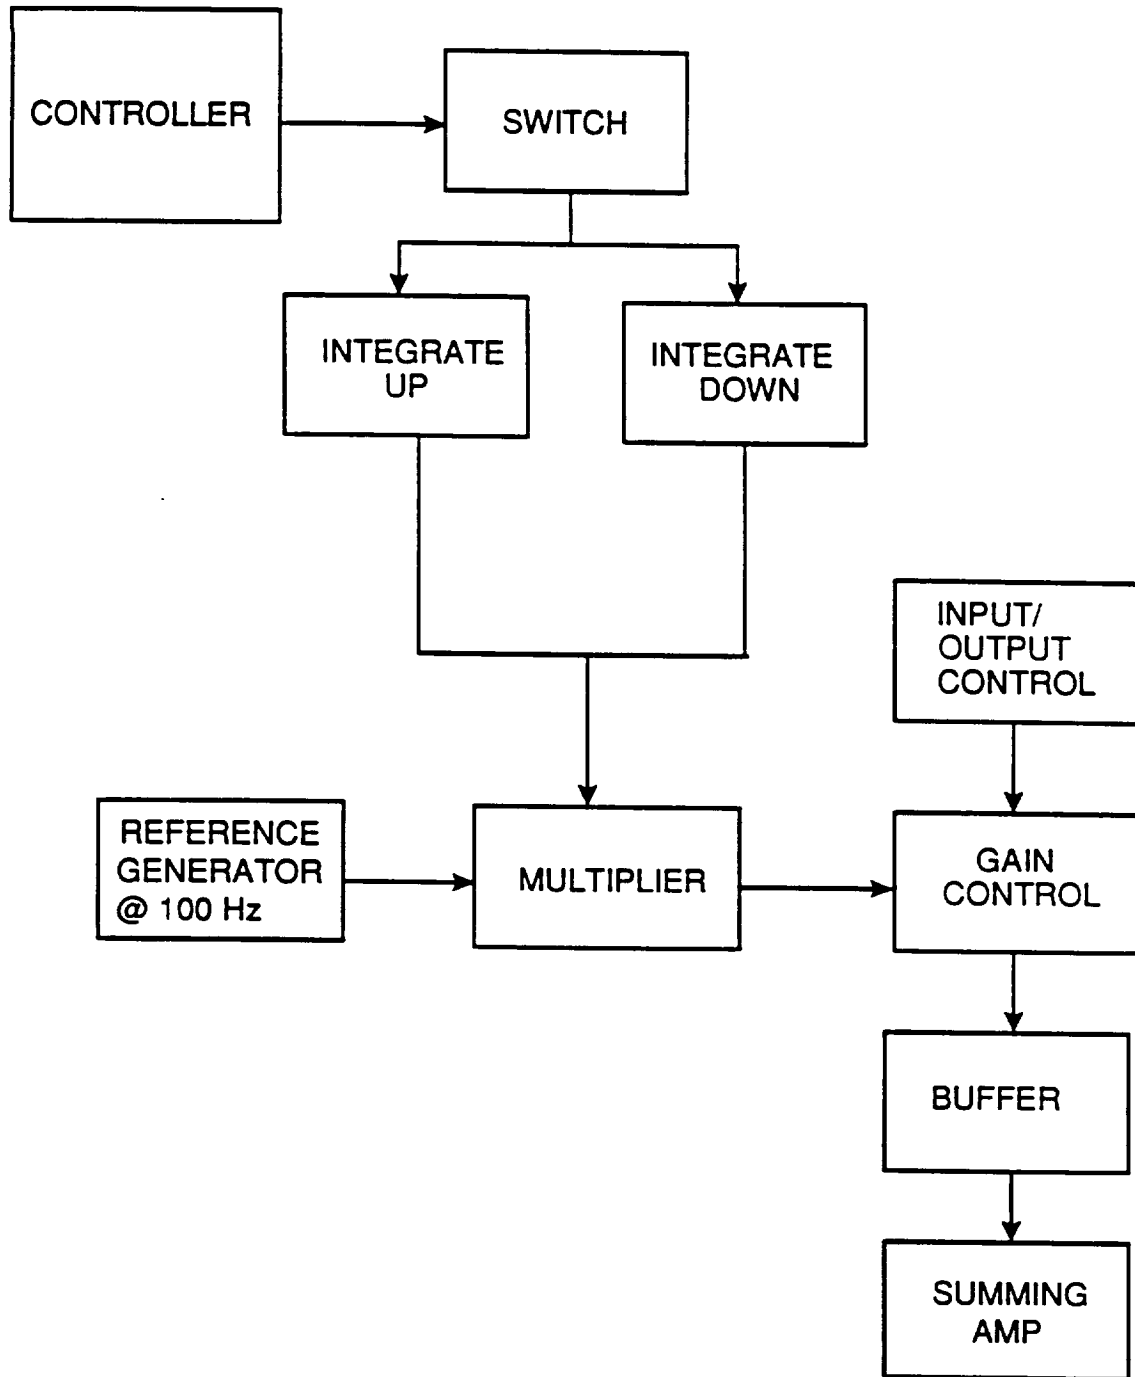 CONTROLLER
SWITCH
INTEGRATE
UP
INTEGRATE
DOWN
INPUT/
OUTPUT
CONTROL
REFERENCE
GENERATOR
@ 100 Hz
MULTIPLIER
GAIN
CONTROL
BUFFER
SUMMING
AMP